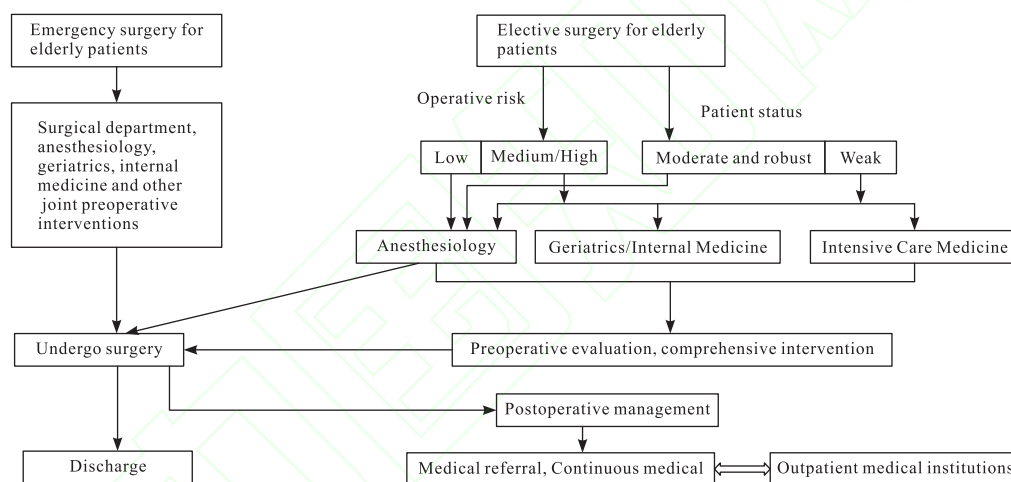 Emergency surgery for
elderly patients
Elective surgery for elderly
patients
Operative risk
Patient status
Surgical department,
anesthesiology,
geriatrics, internal
medicine and other
joint preoperative
interventions
Low
Medium/High
Moderate and robust
Weak
Anesthesiology
Geriatrics/Internal Medicine
Intensive Care Medicine
Undergo surgery
Preoperative evaluation, comprehensive intervention
Postoperative management
Discharge
Medical referral, Continuous medical
Outpatient medical institutions